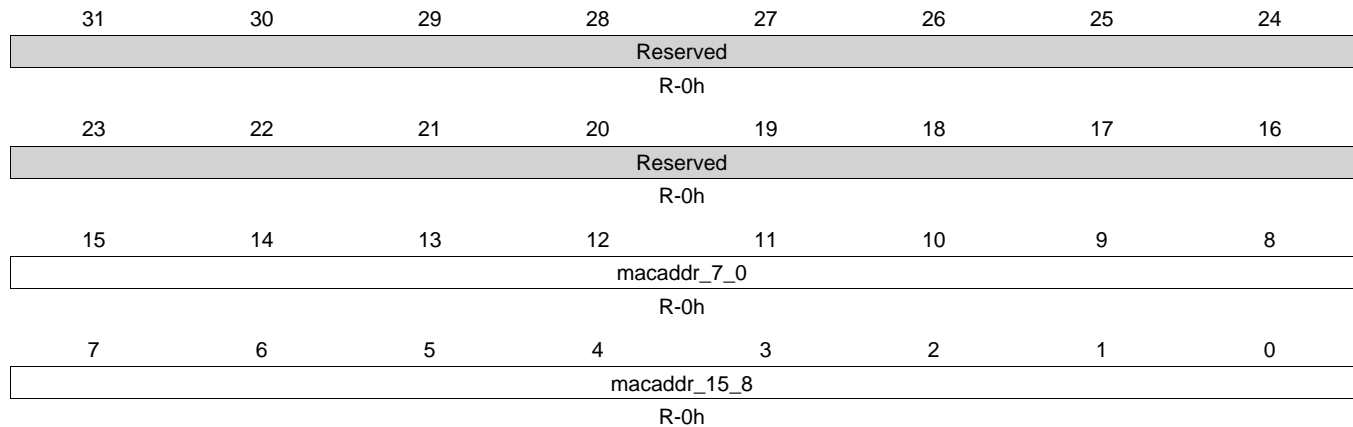 31 30 29 28 27 26 25 24
Reserved
R-0h
23 22 21 20 19 18 17 16
Reserved
R-0h
15 14 13 12 11 10 9 8
macaddr_7_0
R-0h
7 6 5 4 3 2 1 0
macaddr_15_8
R-0h